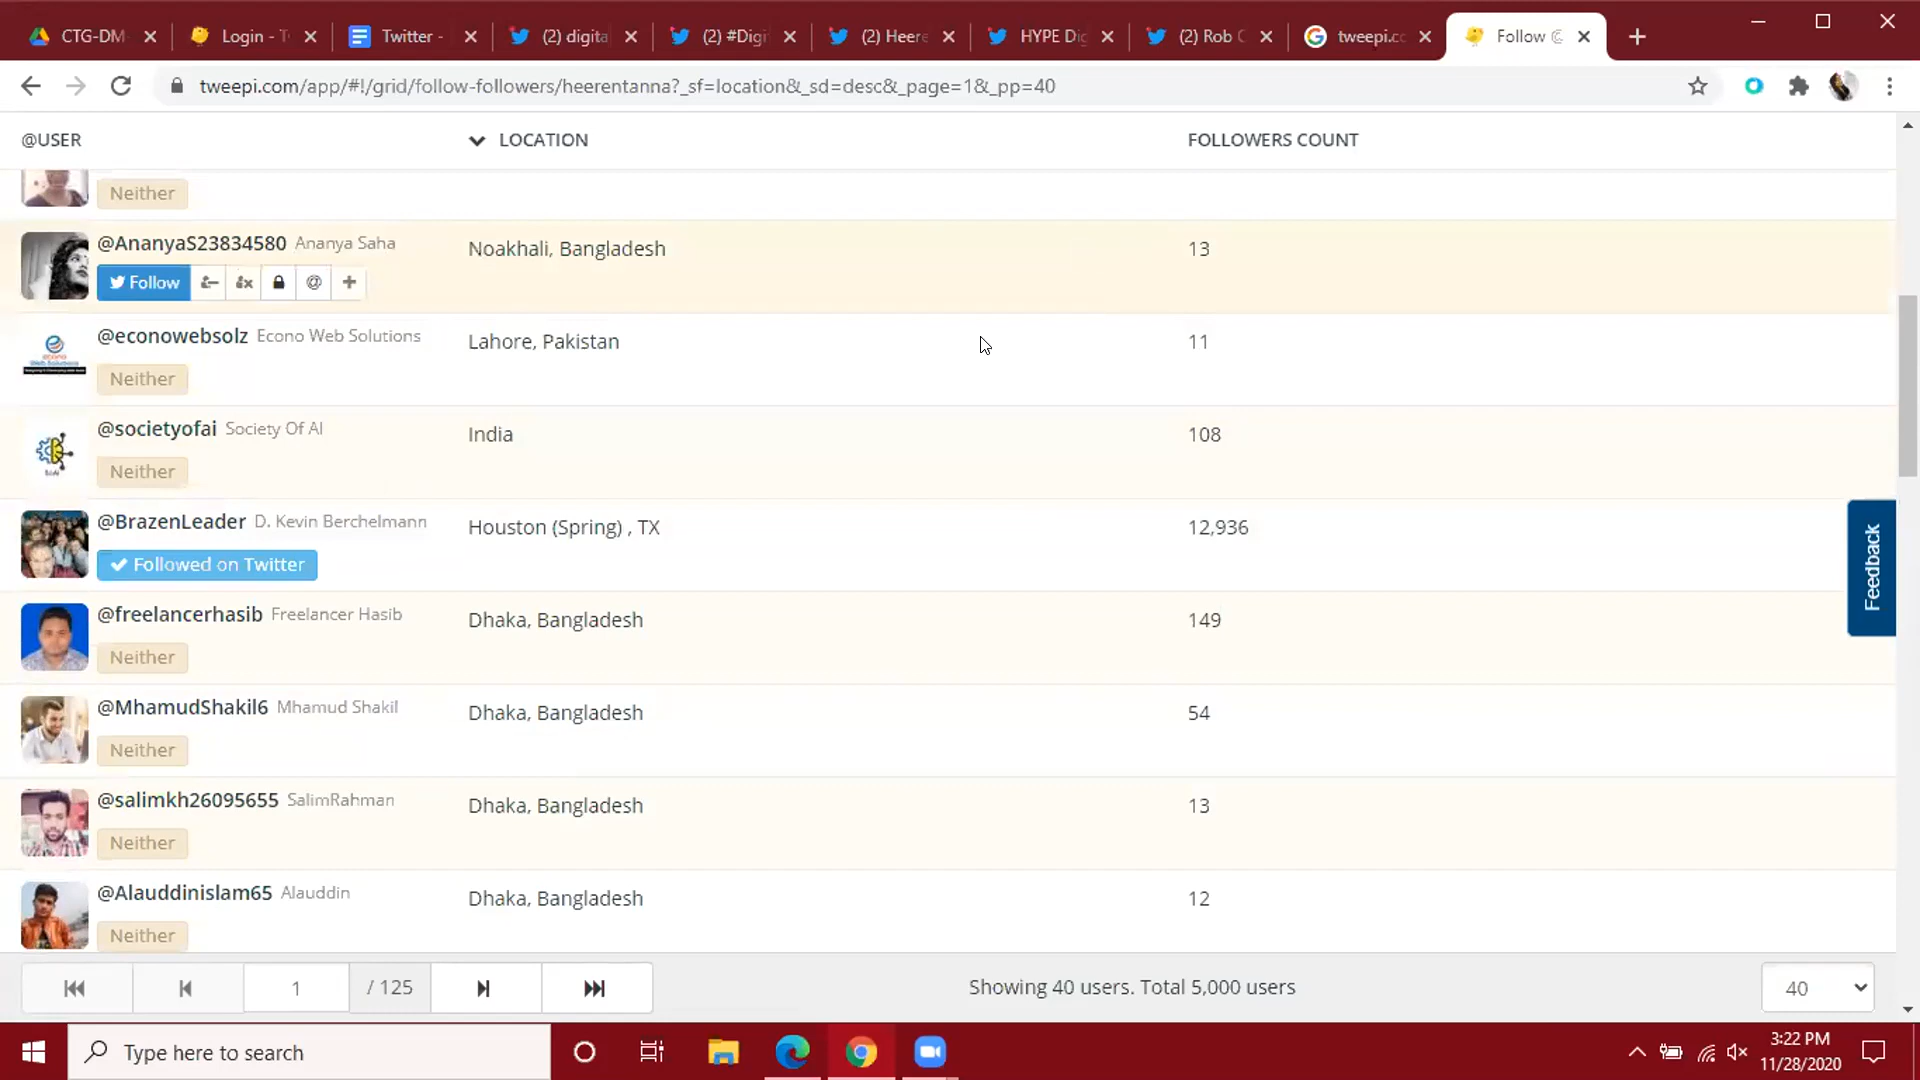 CTG-DM-
Login - T
Twitter -
(2) digita
(2) #Digi
(2) Heere
HYPE Dig
(2) Rob C
tweepi.co
Follow @
tweepi.com/app/#!/grid/follow-followers/heerentanna?_sf=location&_sd=desc&_page=1&_pp=40
@USER LOCATION FOLLOWERS COUNT
Neither
@AnanyaS23834580 Ananya Saha Noakhali, Bangladesh 13
Follow @
@econowebsolz Econo Web Solutions Lahore, Pakistan 11
Neither
@societyofai Society Of AI India 108
Neither
@BrazenLeader D. Kevin Berchelmann Houston (Spring) , TX 12,936
Followed on Twitter
@freelancerhasib Freelancer Hasib Dhaka, Bangladesh 149
Neither
@MhamudShakil6 Mhamud Shakil Dhaka, Bangladesh 54
Neither
@salimkh26095655 SalimRahman Dhaka, Bangladesh 13
Neither
@Alauddinislam65 Alauddin Dhaka, Bangladesh 12
Neither
Feedback
1 / 125 Showing 40 users. Total 5,000 users 40
Type here to search
3:22 PM
11/28/2020